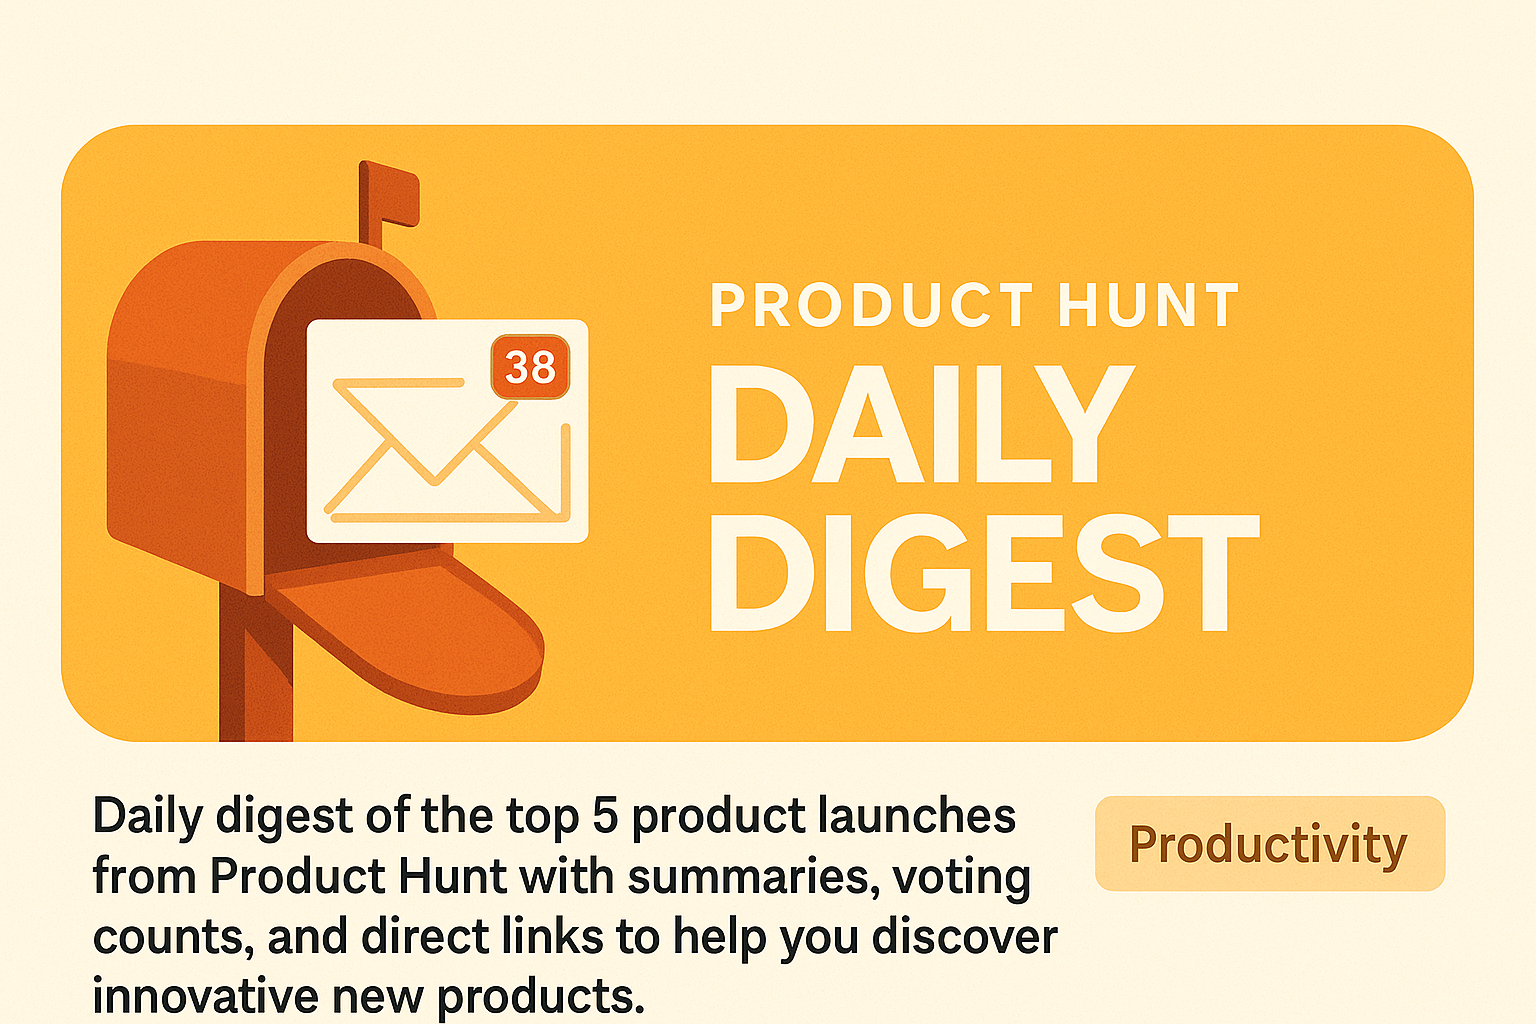 38
PRODUCT HUNT
DAILY
DIGEST
Daily digest of the top 5 product launches
from Product Hunt with summaries, voting
counts, and direct links to help you discover
innovative new products.
Productivity